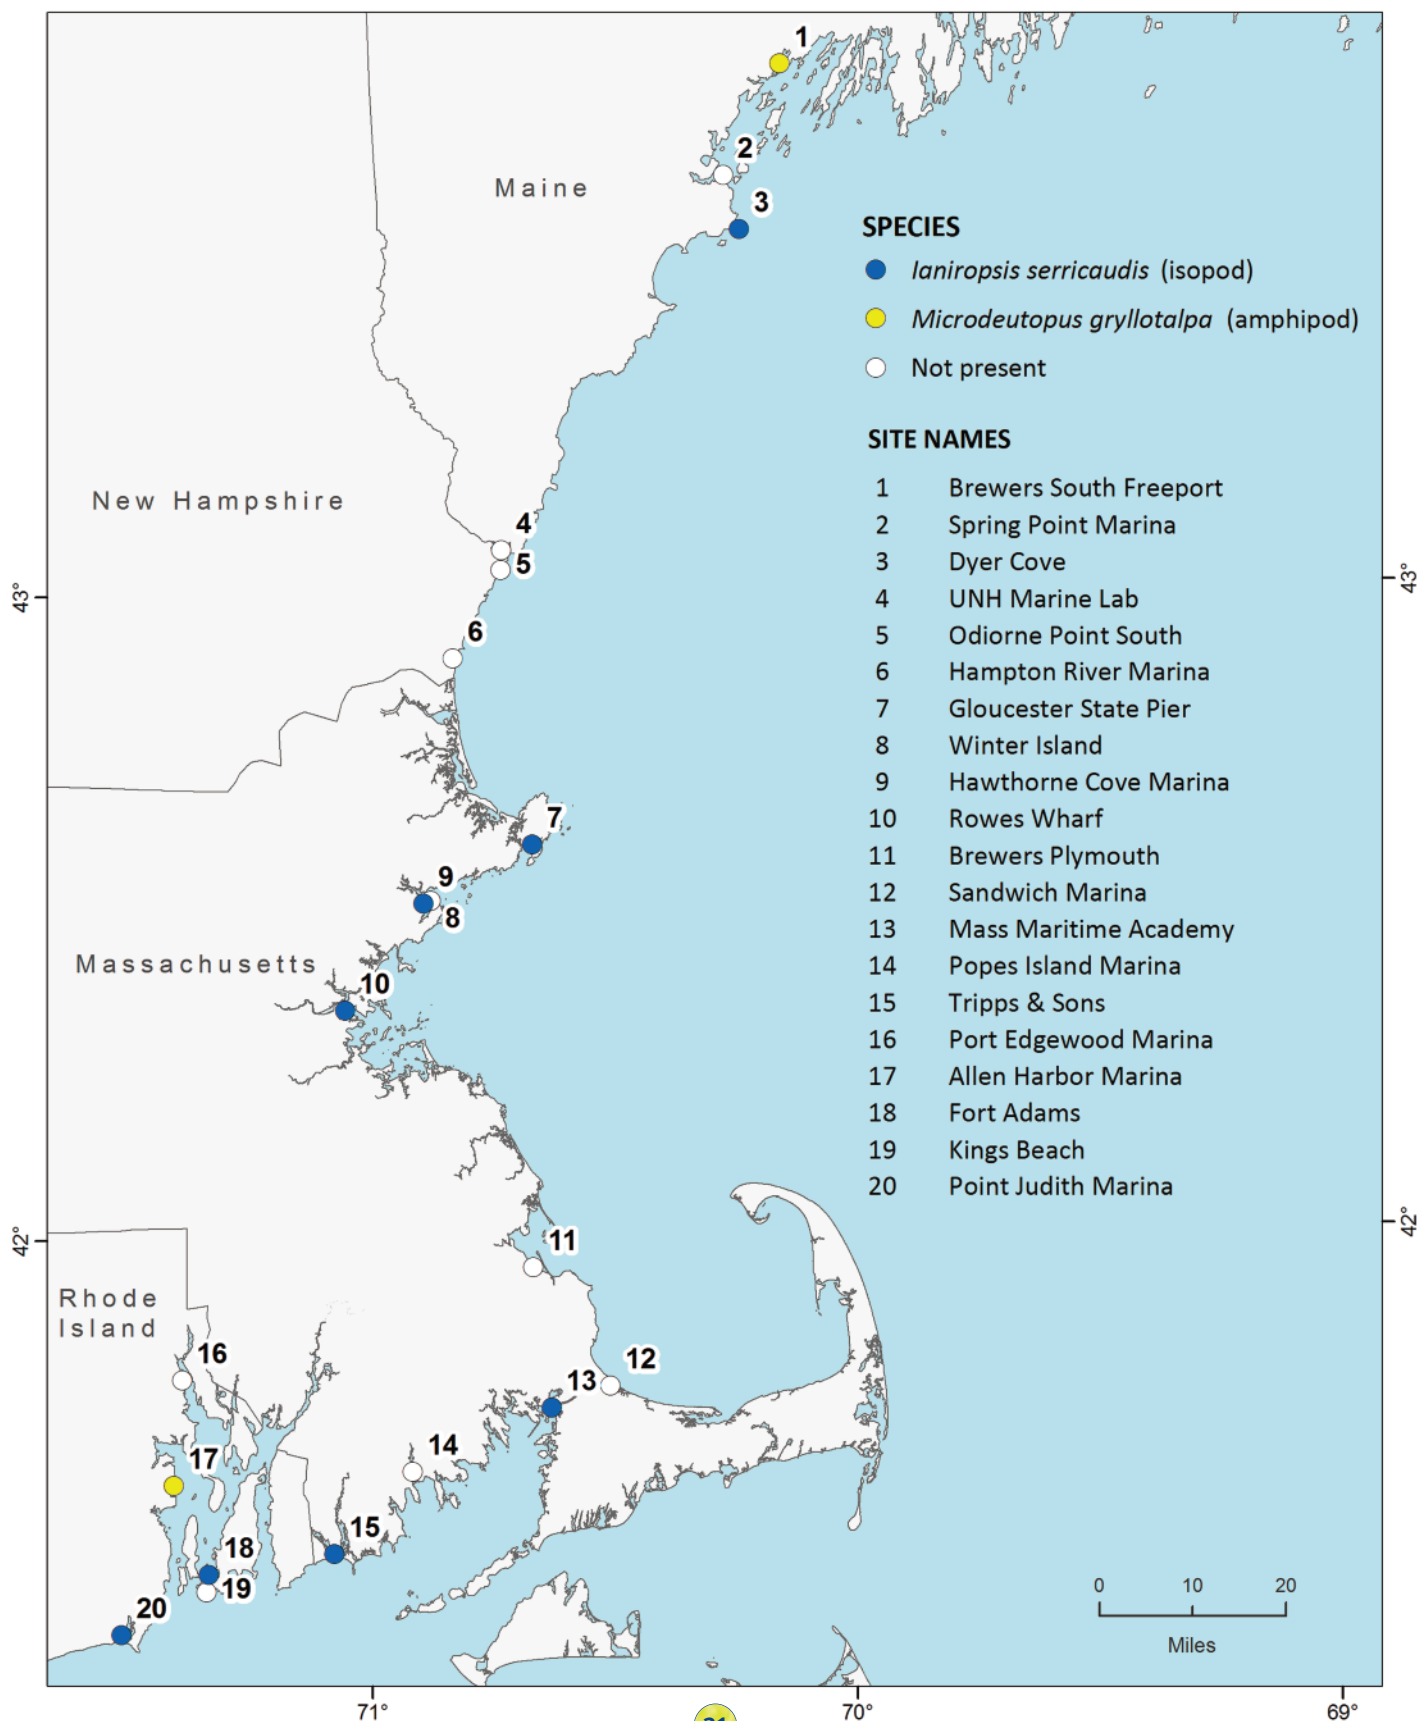 1
2
Maine
3
SPECIES
Ianiropsis serricaudis (isopod)
Microdeutopus gryllotalpa (amphipod)
Not present
SITE NAMES
1 Brewers South Freeport
2 Spring Point Marina
3 Dyer Cove
4 UNH Marine Lab
5 Odiorne Point South
6 Hampton River Marina
7 Gloucester State Pier
8 Winter Island
9 Hawthorne Cove Marina
10 Rowes Wharf
11 Brewers Plymouth
12 Sandwich Marina
13 Mass Maritime Academy
14 Popes Island Marina
15 Tripps & Sons
16 Port Edgewood Marina
17 Allen Harbor Marina
18 Fort Adams
19 Kings Beach
20 Point Judith Marina
New Hampshire
4
5
43°
43°
6
7
9
8
Massachusetts
10
42°
42°
11
Rhode
Island
16
12
13
14
17
15
18
19
20
0 10 20
Miles
71°
70°
69°